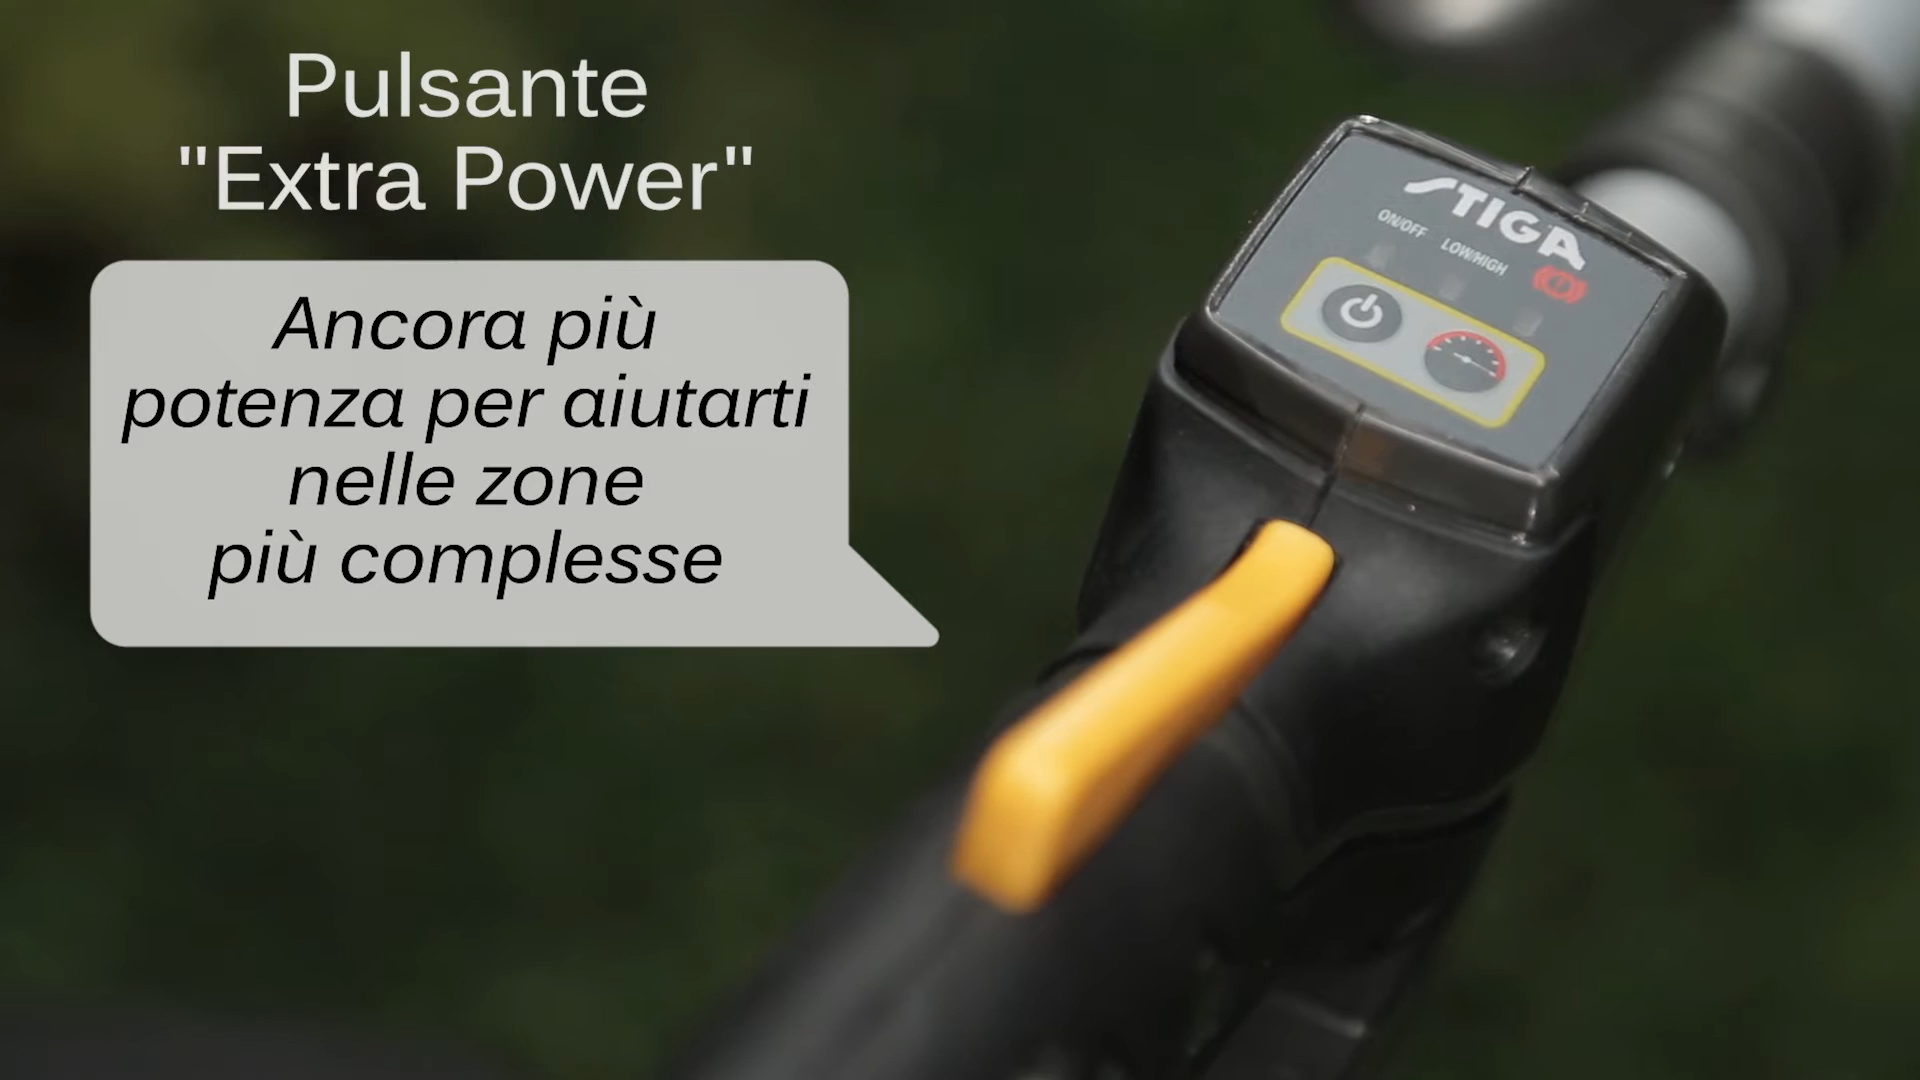 Pulsante
"Extra Power"
Ancora più
potenza per aiutarti
nelle zone
più complesse
STIGA
ON/OFF LOW/HIGH